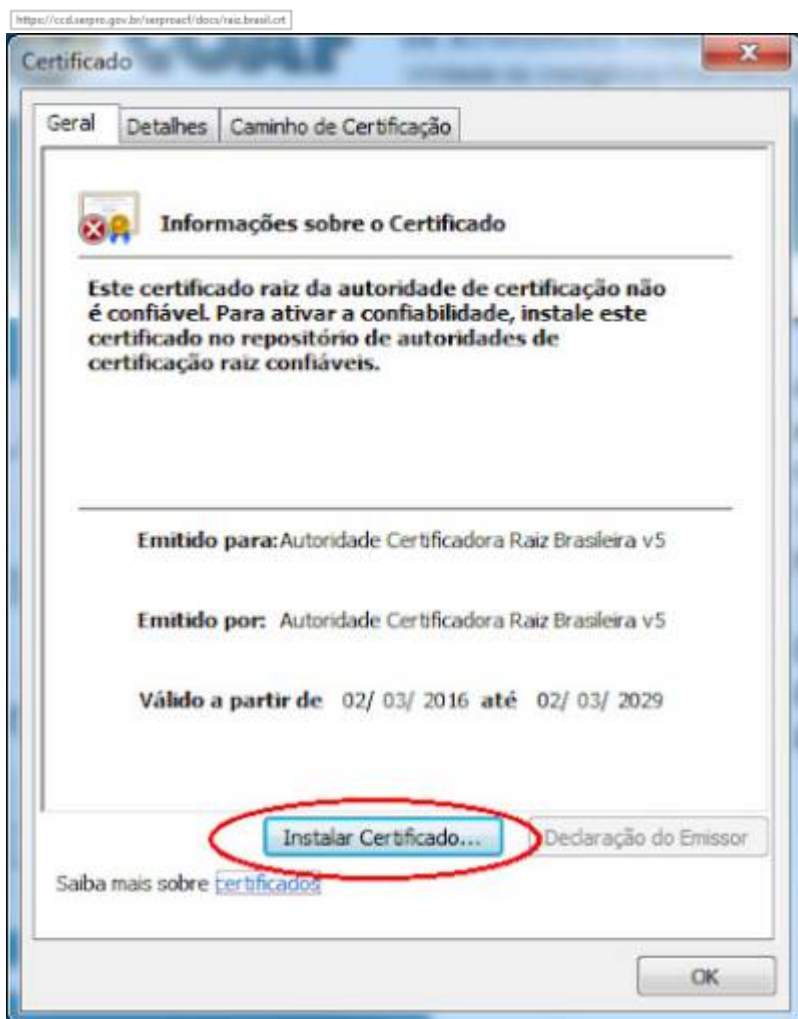 https://ccd.serpro.gov.br/serproacf/docs/raiz.brasil.crt
Certificado
Geral Detalhes Caminho de Certificação
Informações sobre o Certificado
Este certificado raiz da autoridade de certificação não
é confiável. Para ativar a confiabilidade, instale este
certificado no repositório de autoridades de
certificação raiz confiáveis.
Emitido para: Autoridade Certificadora Raiz Brasileira v5
Emitido por: Autoridade Certificadora Raiz Brasileira v5
Válido a partir de 02/ 03/ 2016 até 02/ 03/ 2029
Instalar Certificado... Declaração do Emissor
Saiba mais sobre certificados
OK